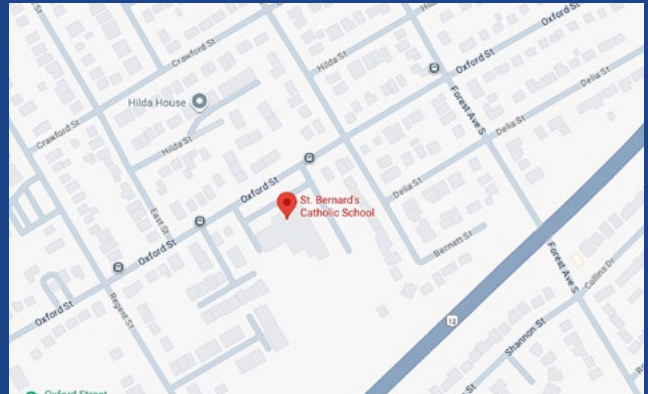 Hilda St
Oxford St
Crawford St
Hilda House
Forest Ave S
Delia St
Crawford St
Hilda St
Delia St
Oxford St
St. Bernard's
Catholic School
East St
Bernett St
Oxford St
Forest Ave S
Collins Dr
Oxford St
Regent St
12
Shannon St
Oxford Street